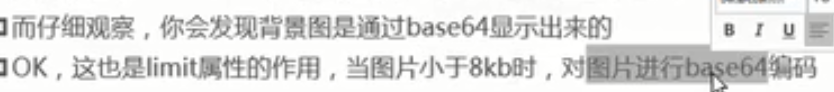 而仔细观察，你会发现背景图是通过base64显示出来的
B I U
OK，这也是limit属性的作用，当图片小于8kb时，对图片进行base64编码